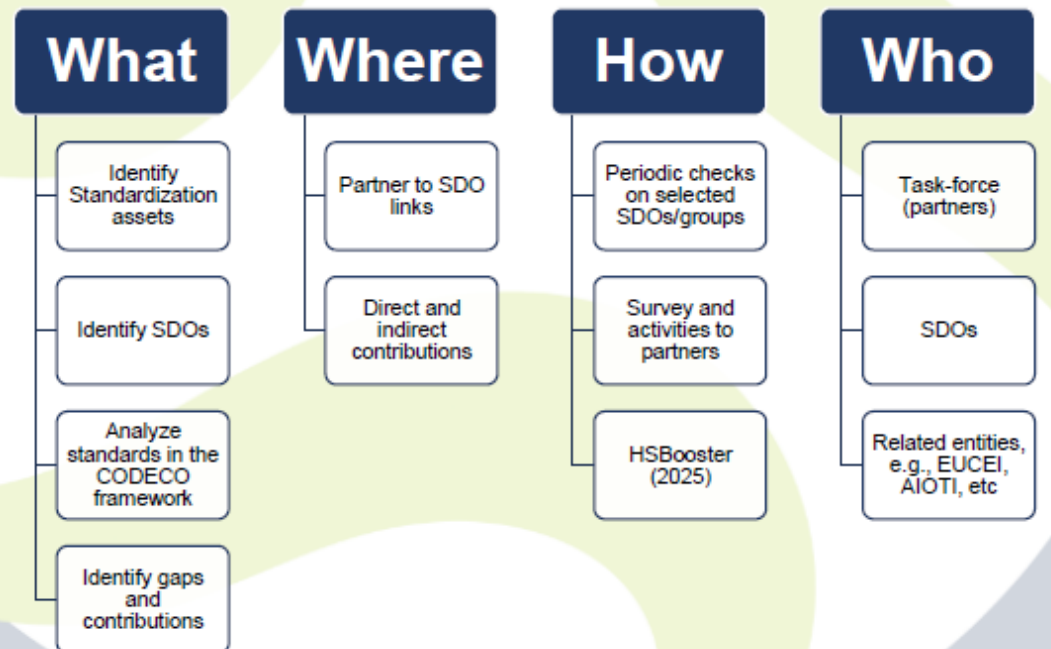 What
Identify
Standardization
assets
Identify SDOs
Analyze
standards in the
CODECO
framework
Identify gaps
and
contributions
Where
Partner to SDO
links
Direct and
indirect
contributions
How
Periodic checks
on selected
SDOs/groups
Survey and
activities to
partners
HSBooster
(2025)
Who
Task-force
(partners)
SDOs
Related entities,
e.g., EUCEI,
AIOTI, etc